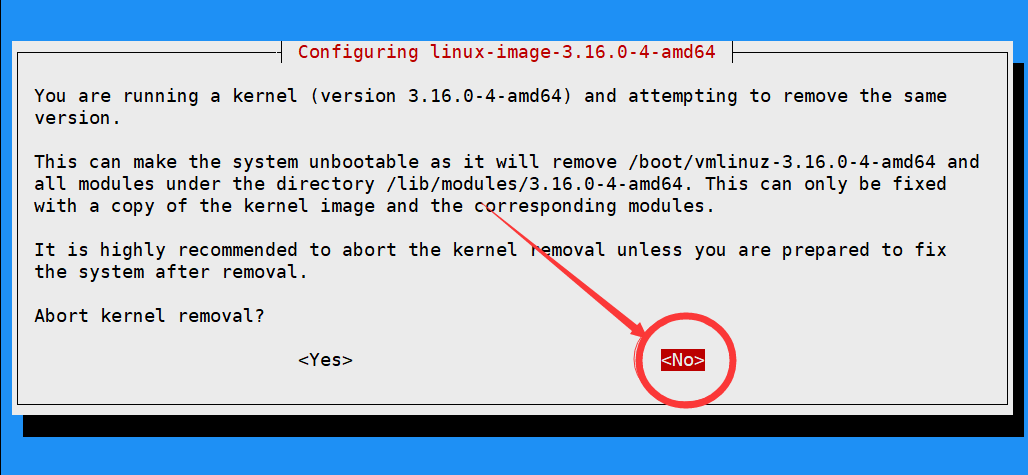 Configuring linux-image-3.16.0-4-amd64
You are running a kernel (version 3.16.0-4-amd64) and attempting to remove the same
version.
This can make the system unbootable as it will remove /boot/vmlinuz-3.16.0-4-amd64 and
all modules under the directory /lib/modules/3.16.0-4-amd64. This can only be fixed
with a copy of the kernel image and the corresponding modules.
It is highly recommended to abort the kernel removal unless you are prepared to fix
the system after removal.
Abort kernel removal?
<Yes> <No>